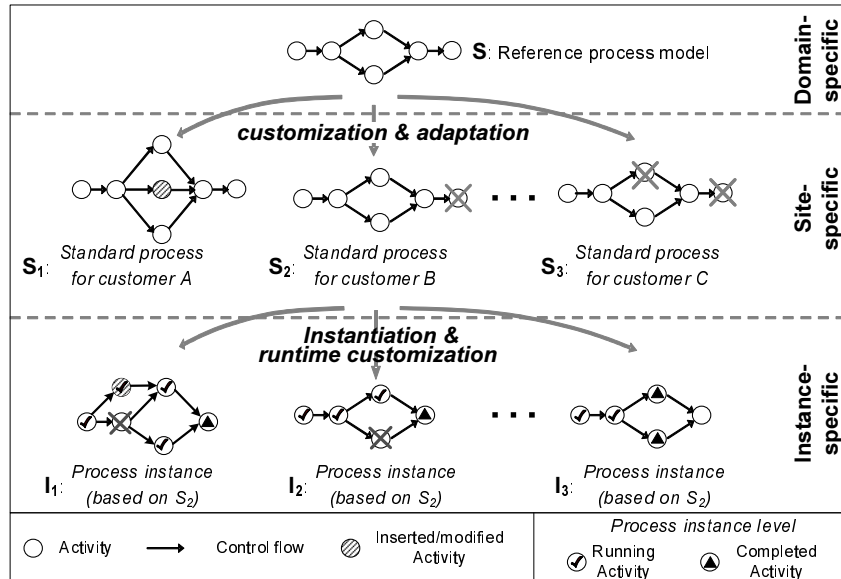 S: Reference process model
Domain-
specific
customization & adaptation
S1: Standard process
for customer A
S2: Standard process
for customer B
...
S3: Standard process
for customer C
Site-
specific
Instantiation &
runtime customization
I1: Process instance
(based on S2)
I2: Process instance
(based on S2)
...
I3: Process instance
(based on S2)
Instance-
specific
Activity
Control flow
Inserted/modified
Activity
Process instance level
Running
Activity
Completed
Activity